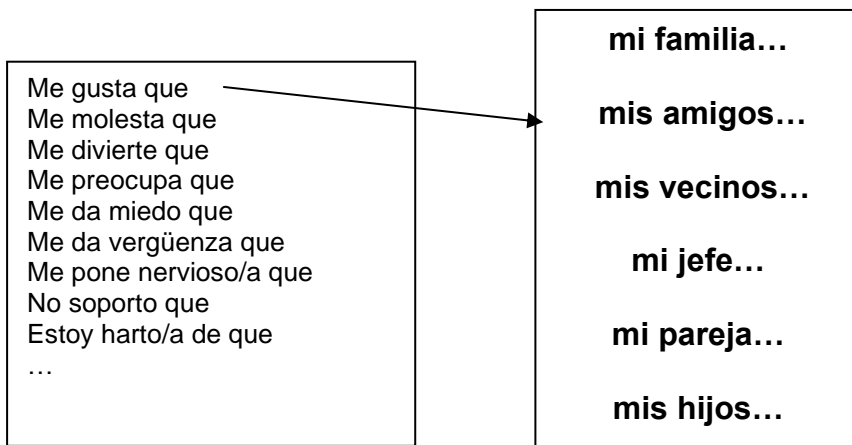 Me gusta que
Me molesta que
Me divierte que
Me preocupa que
Me da miedo que
Me da vergüenza que
Me pone nervioso/a que
No soporto que
Estoy harto/a de que
…
mi familia…
mis amigos…
mis vecinos…
mi jefe…
mi pareja…
mis hijos…